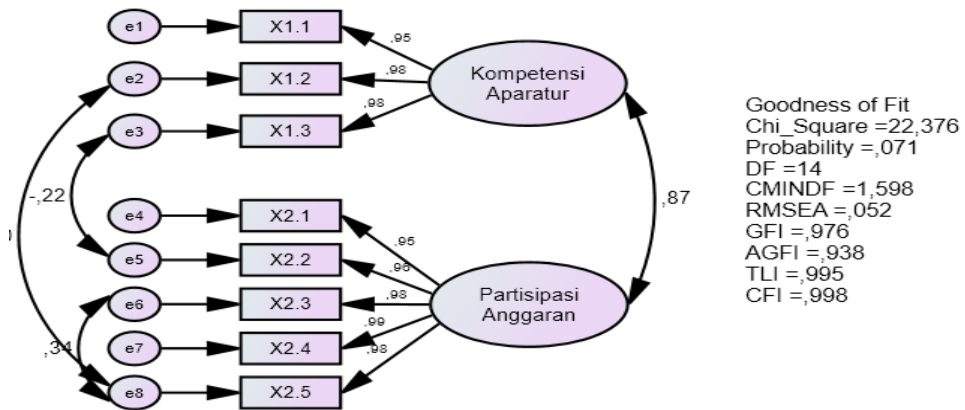 e1
X1.1
,95
e2
X1.2
,98
Kompetensi
Aparatur
e3
X1.3
,98
-,22
,87
e4
X2.1
,95
e5
X2.2
,96
e6
X2.3
,98
Partisipasi
Anggaran
e7
X2.4
,99
,34
,98
e8
X2.5
Goodness of Fit
Chi_Square =22,376
Probability =,071
DF =14
CMINDF =1,598
RMSEA =,052
GFI =,976
AGFI =,938
TLI =,995
CFI =,998